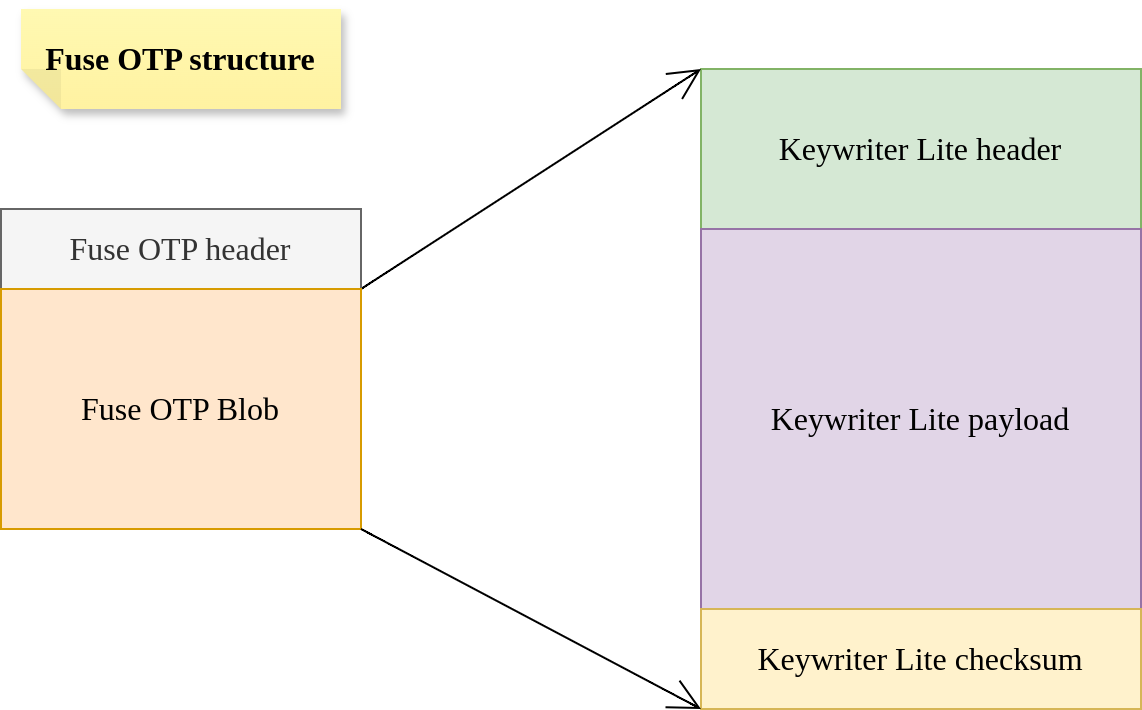 Fuse OTP structure
Fuse OTP header
Fuse OTP Blob
Keywriter Lite header
Keywriter Lite payload
Keywriter Lite checksum